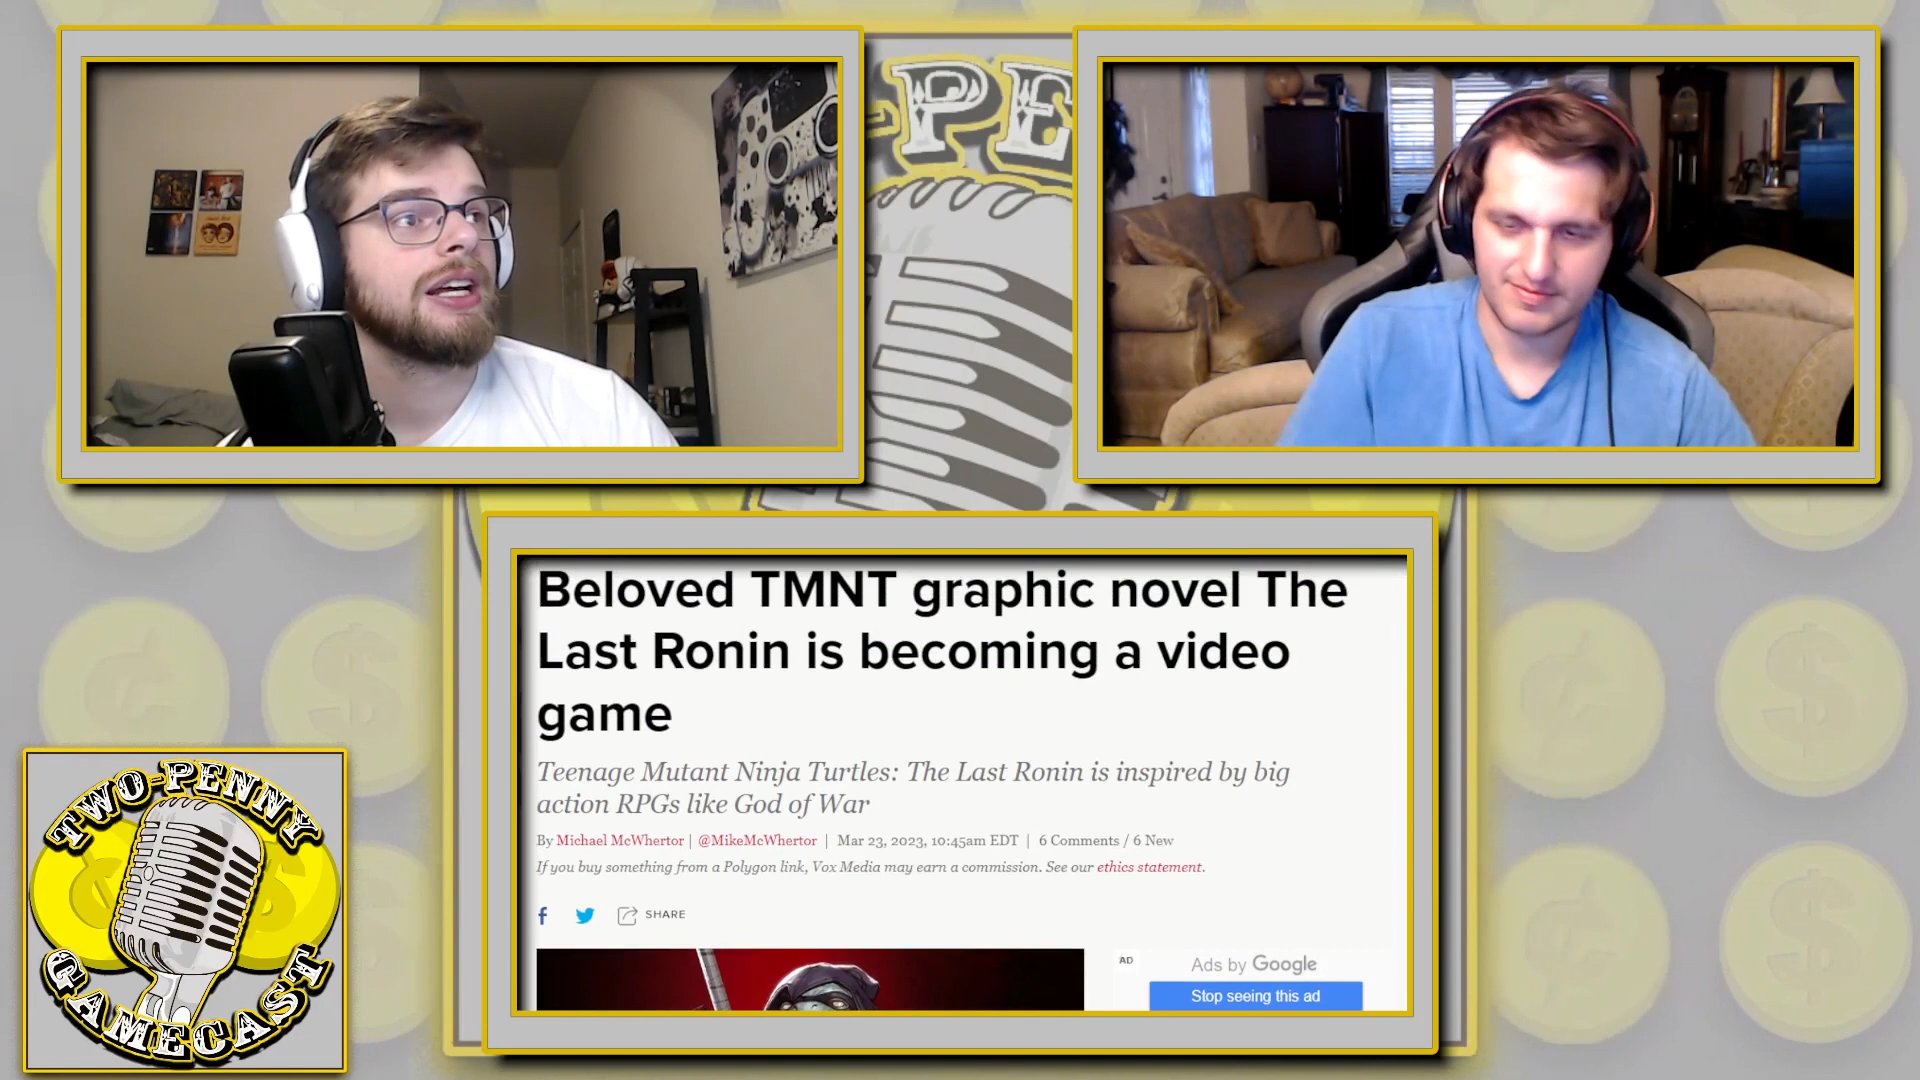 -PE
Beloved TMNT graphic novel The
Last Ronin is becoming a video
game
Teenage Mutant Ninja Turtles: The Last Ronin is inspired by big
action RPGs like God of War
By Michael McWhertor | @MikeMcWhertor | Mar 23, 2023, 10:45am EDT | 6 Comments / 6 New
If you buy something from a Polygon link, Vox Media may earn a commission. See our ethics statement.
SHARE
AD
Ads by Google
Stop seeing this ad
TWO-PENNY
GAMECAST